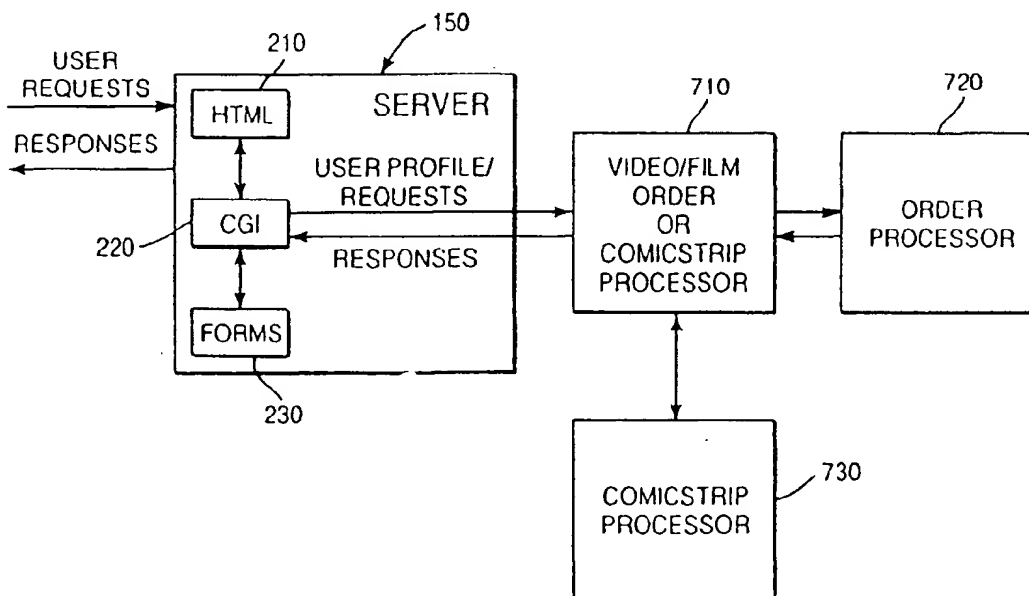 150
USER
REQUESTS
RESPONSES
210
HTML
SERVER
220
CGI
USER PROFILE/
REQUESTS
RESPONSES
FORMS
230
710
VIDEO/FILM
ORDER
OR
COMICSTRIP
PROCESSOR
720
ORDER
PROCESSOR
COMICSTRIP
PROCESSOR
730